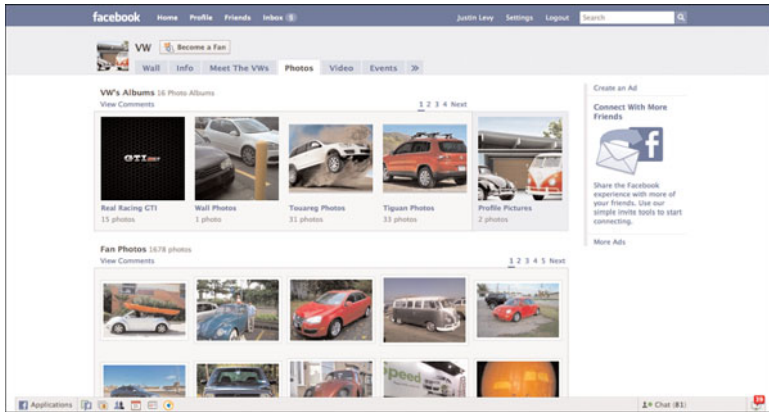 facebook Home Profile Friends Inbox 5 Justin Levy Settings Logout Search
VW Become a Fan
Wall Info Meet The VWs Photos Video Events »
VW's Albums 16 Photo Albums
View Comments 1 2 3 4 Next
GTI
Real Racing GTI
15 photos
Wall Photos
1 photo
Touareg Photos
31 photos
Tiguan Photos
33 photos
Profile Pictures
2 photos
Fan Photos 1678 photos
View Comments 1 2 3 4 5 Next
speed
Create an Ad
Connect With More
Friends
f
Share the Facebook
experience with more of
your friends. Use our
simple invite tools to start
connecting.
More Ads
Applications
Chat (81)